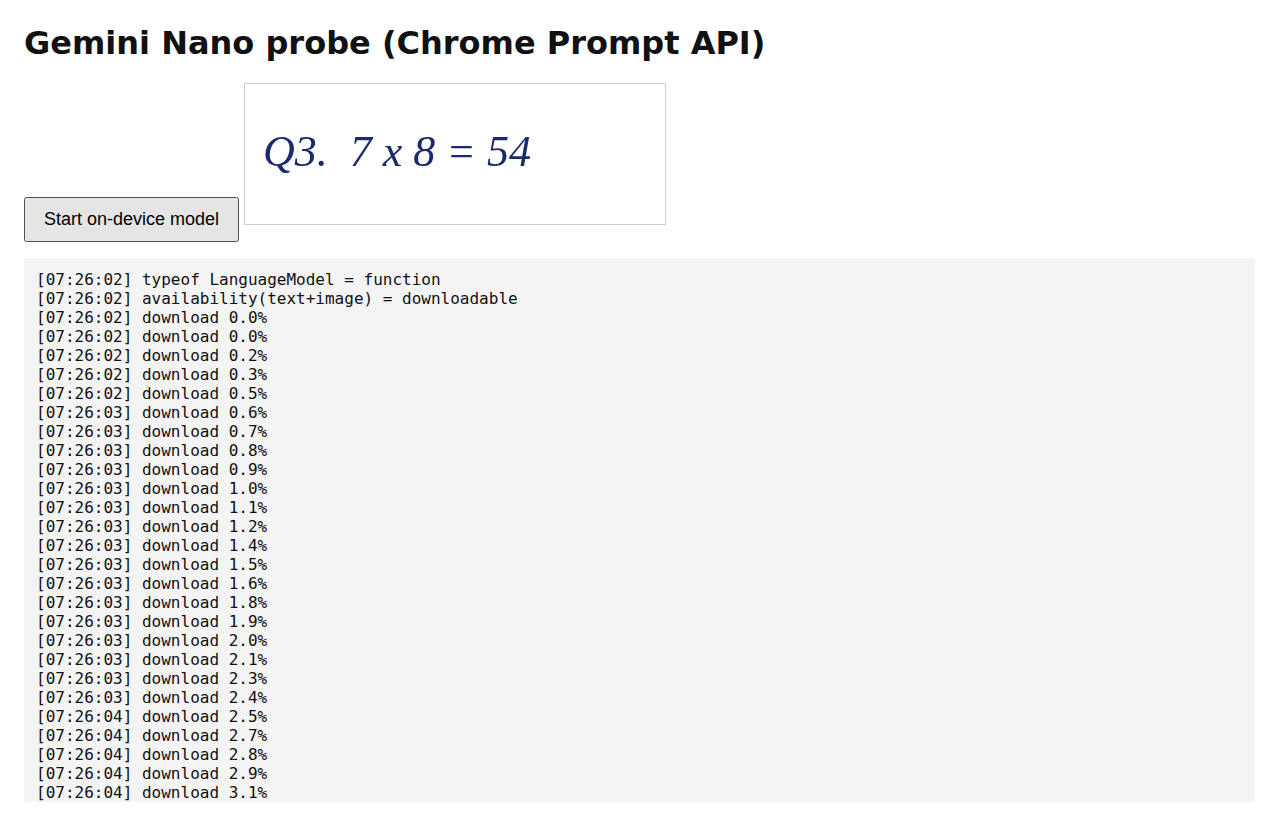 Gemini Nano probe (Chrome Prompt API)
Q3.  7 x 8 = 54
Start on-device model
[07:26:02] typeof LanguageModel = function
[07:26:02] availability(text+image) = downloadable
[07:26:02] download 0.0%
[07:26:02] download 0.0%
[07:26:02] download 0.2%
[07:26:02] download 0.3%
[07:26:02] download 0.5%
[07:26:03] download 0.6%
[07:26:03] download 0.7%
[07:26:03] download 0.8%
[07:26:03] download 0.9%
[07:26:03] download 1.0%
[07:26:03] download 1.1%
[07:26:03] download 1.2%
[07:26:03] download 1.4%
[07:26:03] download 1.5%
[07:26:03] download 1.6%
[07:26:03] download 1.8%
[07:26:03] download 1.9%
[07:26:03] download 2.0%
[07:26:03] download 2.1%
[07:26:03] download 2.3%
[07:26:03] download 2.4%
[07:26:04] download 2.5%
[07:26:04] download 2.7%
[07:26:04] download 2.8%
[07:26:04] download 2.9%
[07:26:04] download 3.1%